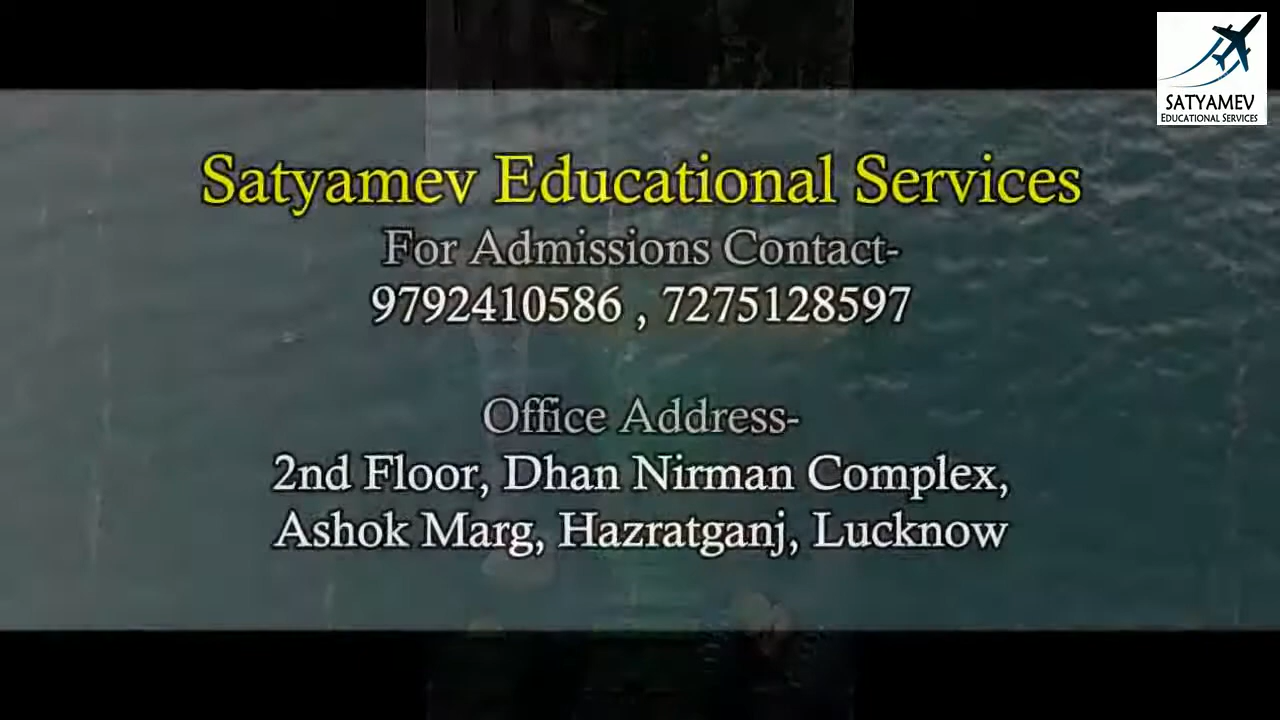 SATYAMEV
EDUCATIONAL SERVICES
Satyamev Educational Services
For Admissions Contact-
9792410586 , 7275128597
Office Address-
2nd Floor, Dhan Nirman Complex,
Ashok Marg, Hazratganj, Lucknow